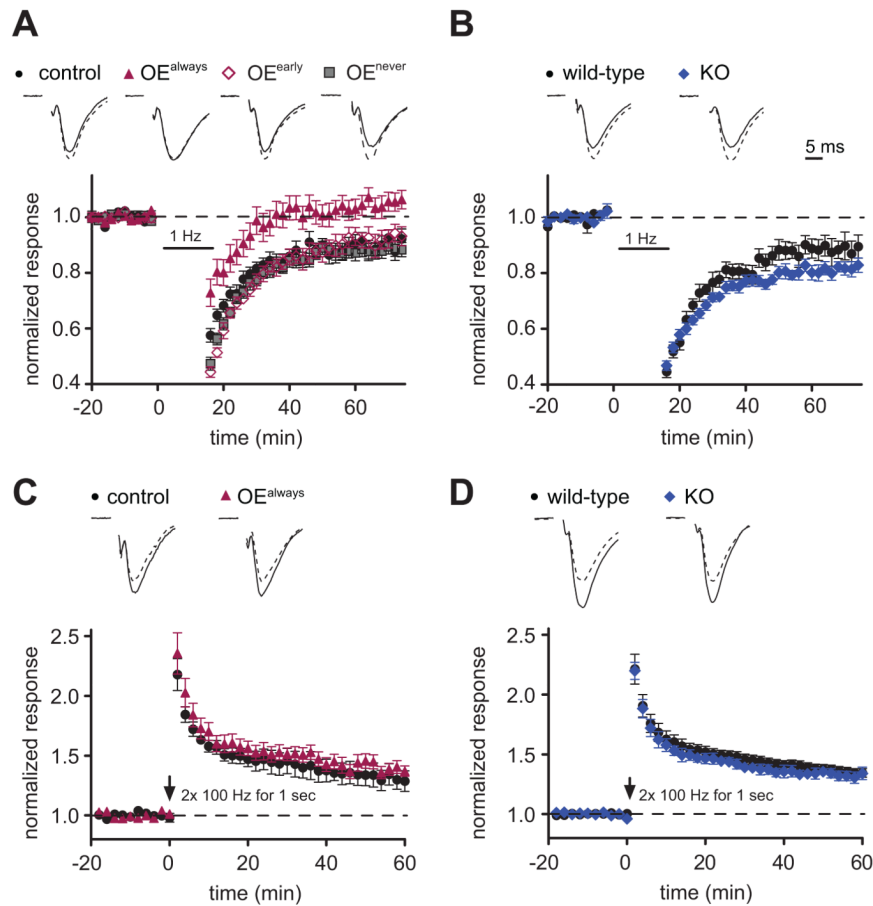 A
control OE^always OE^early OE^never
1.0
0.8
0.6
0.4
normalized response
1 Hz
-20 0 20 40 60
time (min)
B
wild-type KO
5 ms
1.0
0.8
0.6
0.4
normalized response
1 Hz
-20 0 20 40 60
time (min)
C
control OE^always
2.5
2.0
1.5
1.0
normalized response
2x 100 Hz for 1 sec
-20 0 20 40 60
time (min)
D
wild-type KO
2.5
2.0
1.5
1.0
normalized response
2x 100 Hz for 1 sec
-20 0 20 40 60
time (min)